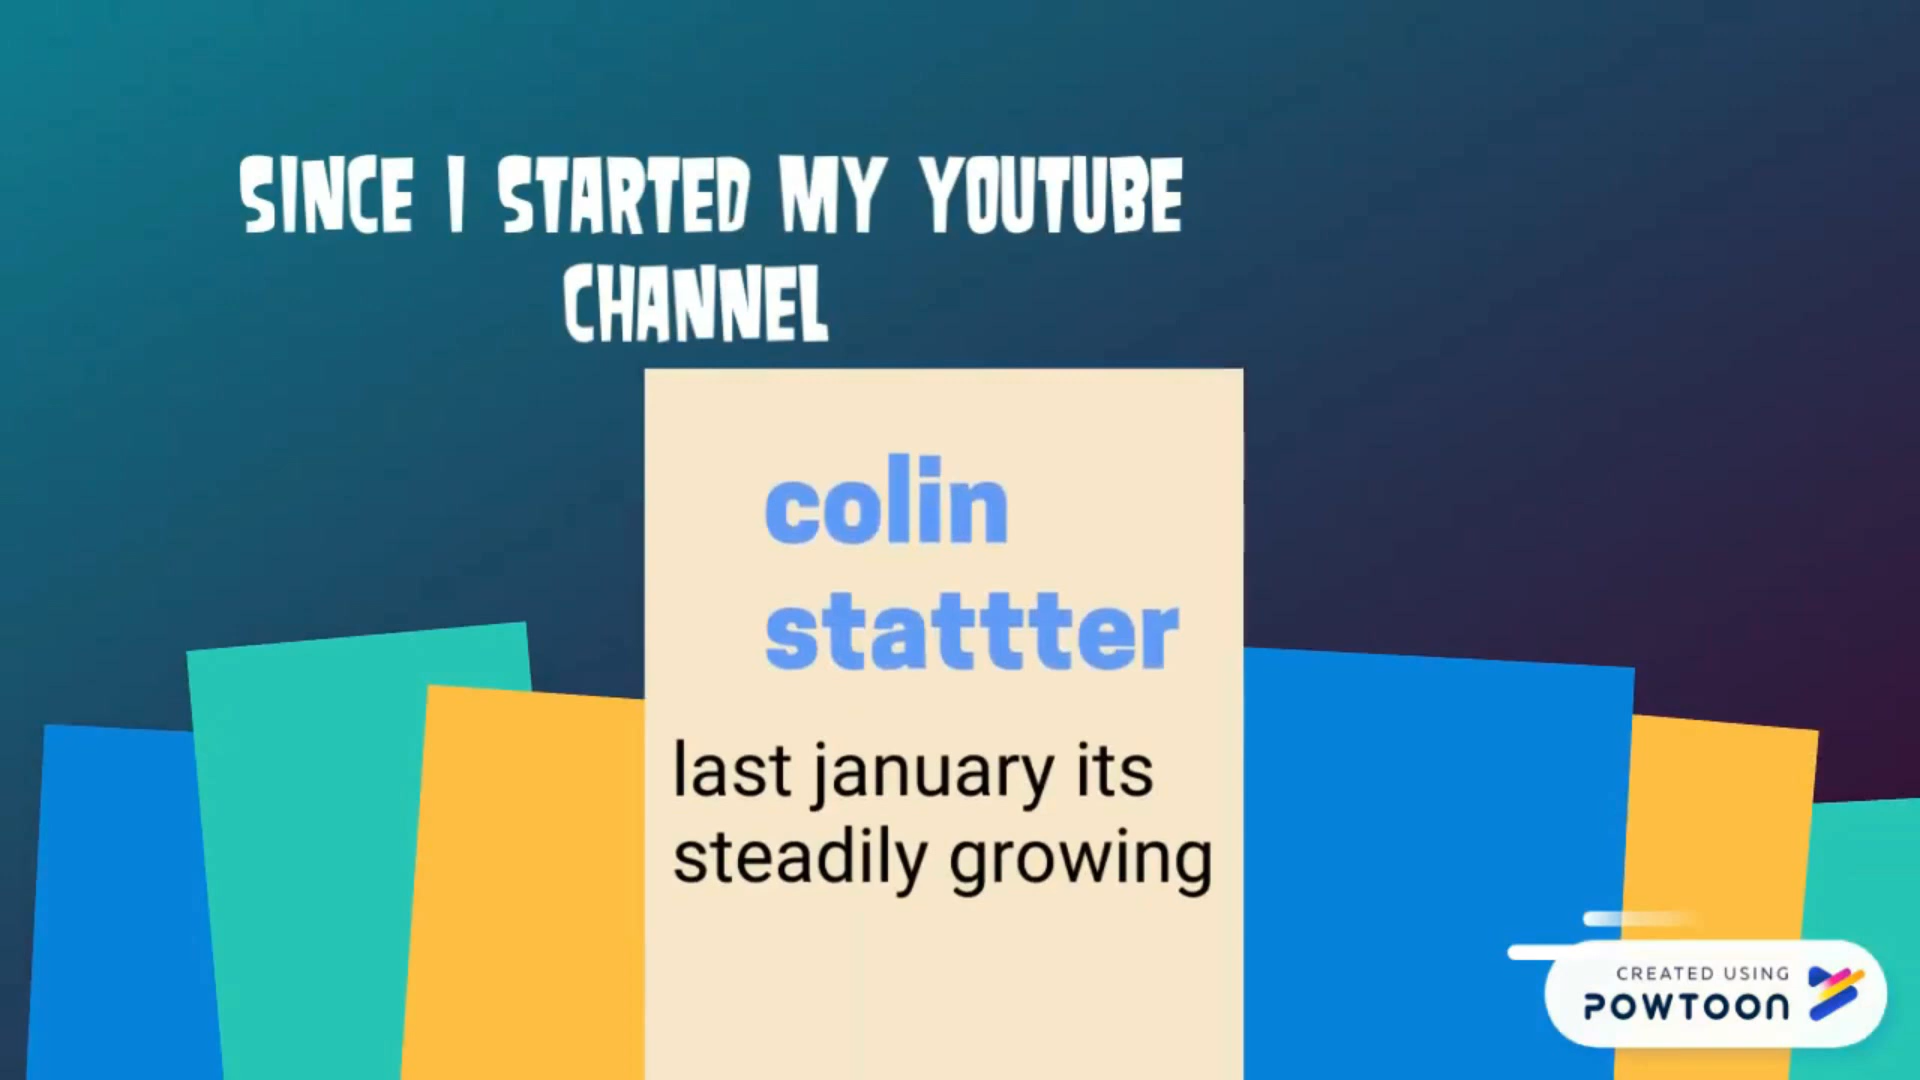 SINCE I STARTED MY YOUTUBE
CHANNEL
colin
stattter
last january its
steadily growing
CREATED USING
POWTOON